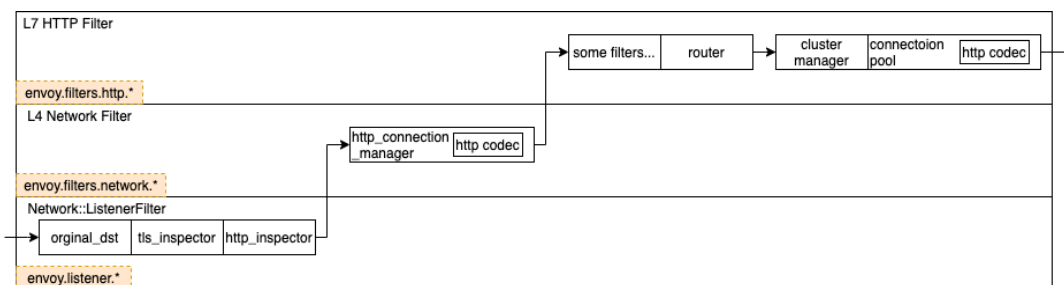 L7 HTTP Filter
some filters...
router
cluster
manager
connectoion
pool
http codec
envoy.filters.http.*
L4 Network Filter
http_connection
_manager
http codec
envoy.filters.network.*
Network::ListenerFilter
orginal_dst
tls_inspector
http_inspector
envoy.listener.*